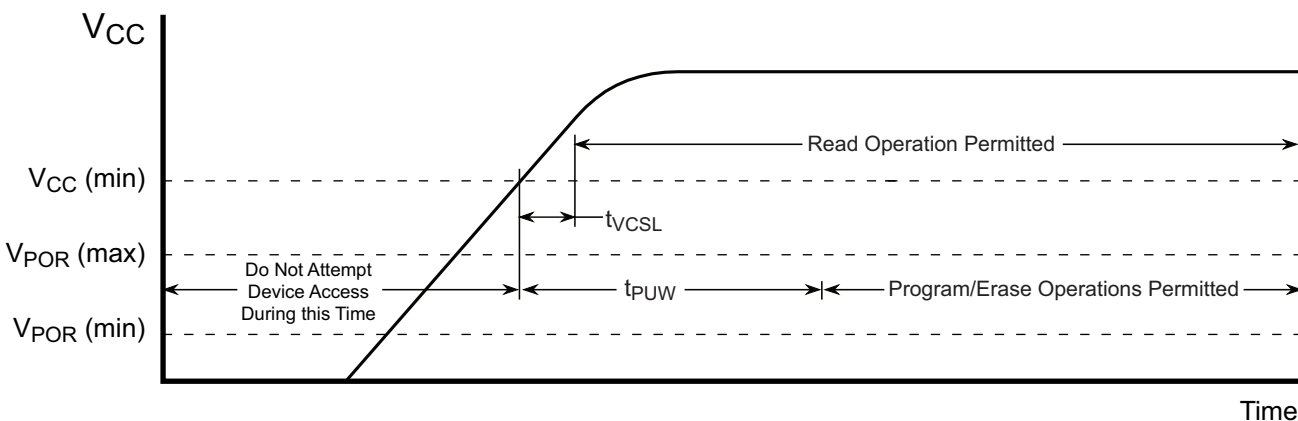 VCC
Read Operation Permitted
VCC (min)
tVCSL
VPOR (max)
Do Not Attempt
Device Access
During this Time
tPUW
Program/Erase Operations Permitted
VPOR (min)
Time